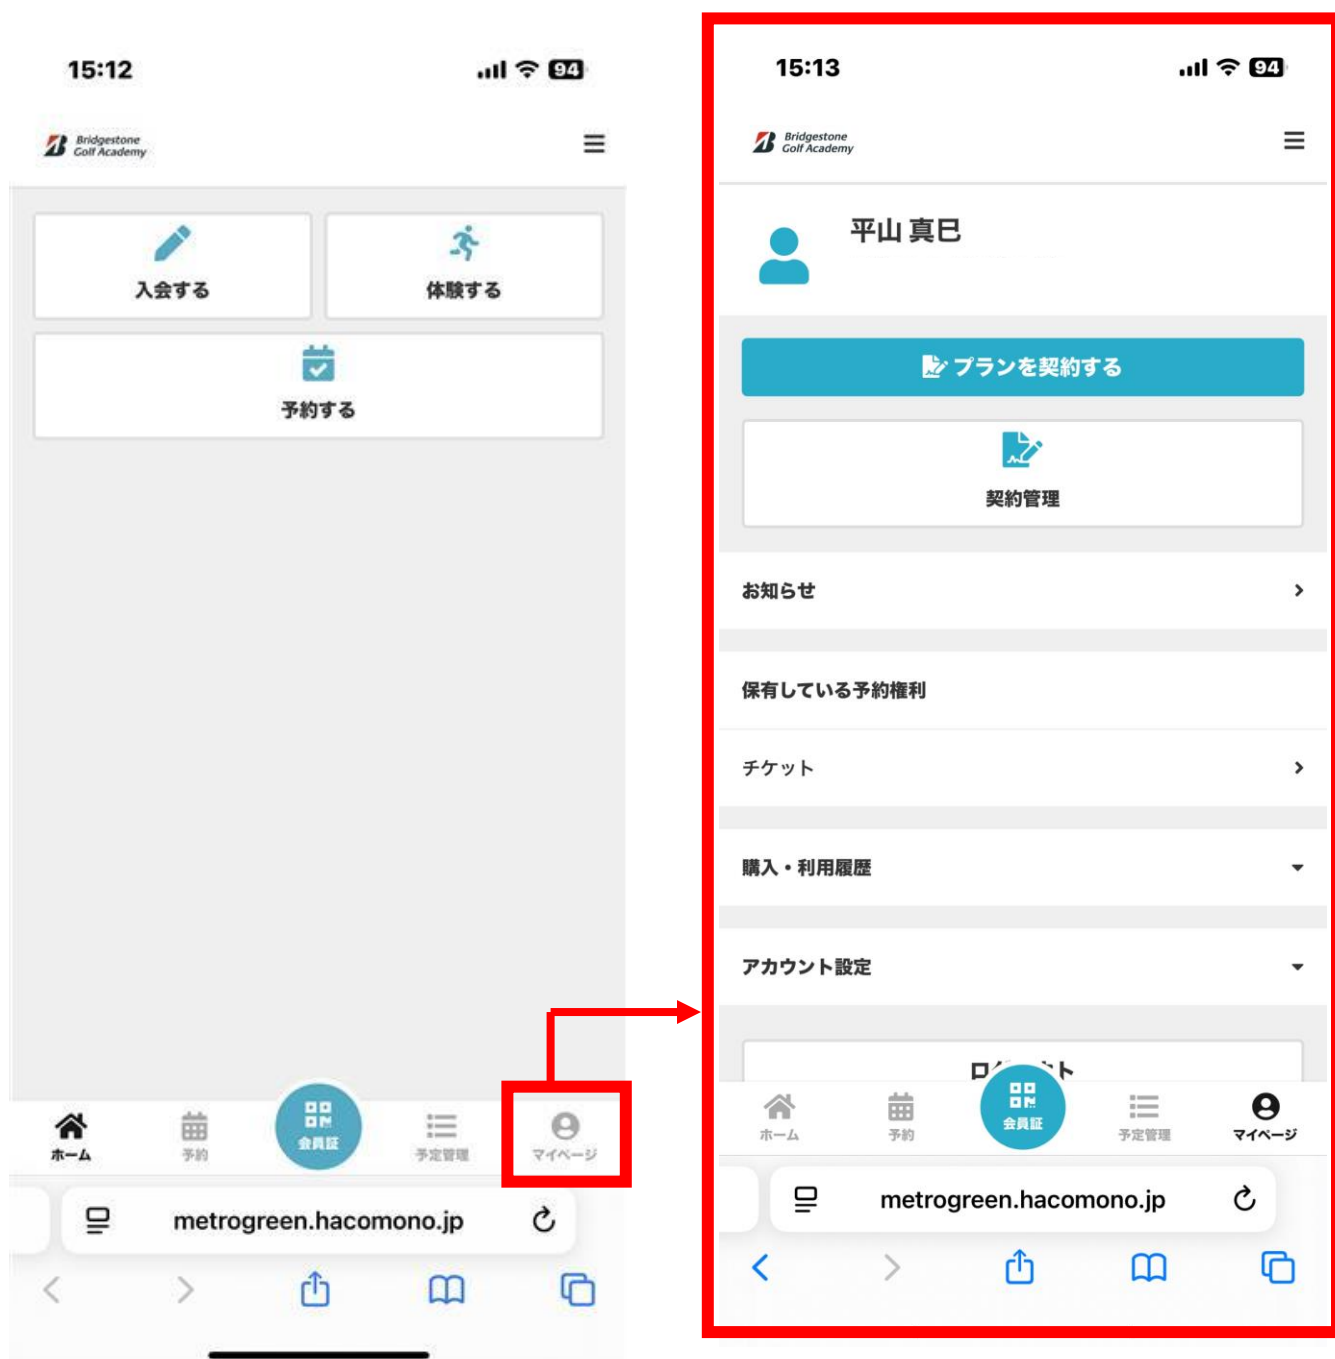 15:12
94
Bridgestone
Golf Academy
入会する
体験する
予約する
ホーム
予約
会員証
予定管理
マイページ
metrogreen.hacomono.jp
15:13
94
Bridgestone
Golf Academy
平山 真巳
プランを契約する
契約管理
お知らせ
保有している予約権利
チケット
購入・利用履歴
アカウント設定
ホーム
予約
会員証
予定管理
マイページ
metrogreen.hacomono.jp